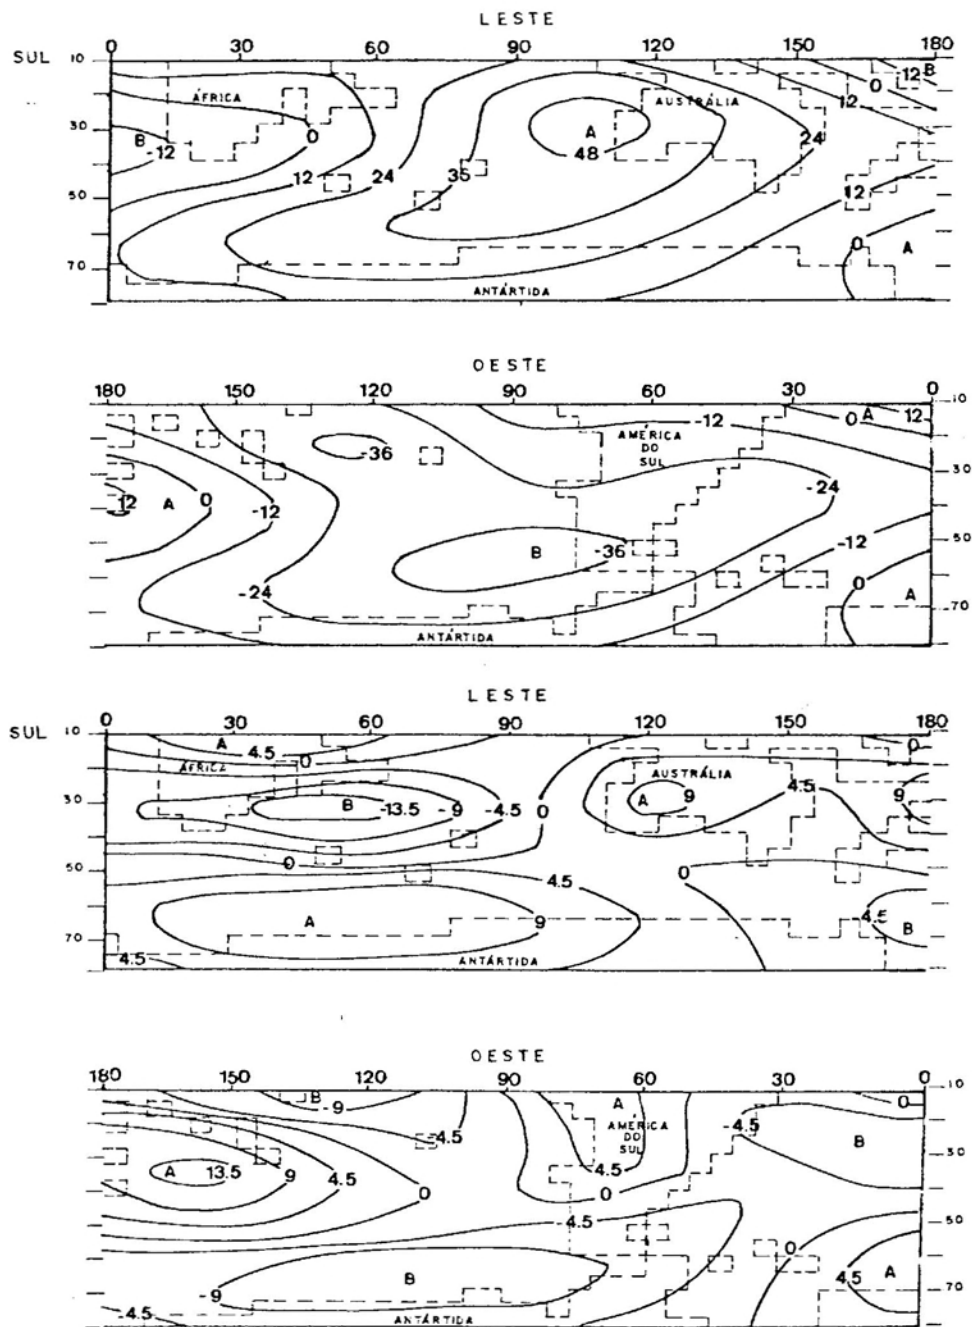 LESTE
SUL 0 30 60 90 120 150 180
10 12 B
ÁFRICA AUSTRÁLIA 0
12
30 0 A 24
B
-12 48
12 24 35
50 12
0 A
70
ANTÁRTIDA
OESTE
180 150 120 90 60 30 0
-10
AMÉRICA -12 0 A 12
DO
-36 SUL
-30
12 A 0 -12 -24
B -36 -12 -50
-24 0 A
-70
ANTÁRTIDA
LESTE
SUL 0 30 60 90 120 150 180
10 A 4.5 0 0
ÁFRICA AUSTRÁLIA 4.5
30 B -13.5 -9 -4.5 0 A 9 9
0
50 4.5 0
A 9 4.5 B
70
4.5 ANTÁRTIDA
OESTE
180 150 120 90 60 30 0
B -9 A 0 -10
AMÉRICA -4.5
-4.5 DO B
SUL
A 13.5 9 4.5 4.5 -30
0 0
-4.5 -50
0
B 4.5 A
-9 -70
-4.5 ANTÁRTIDA